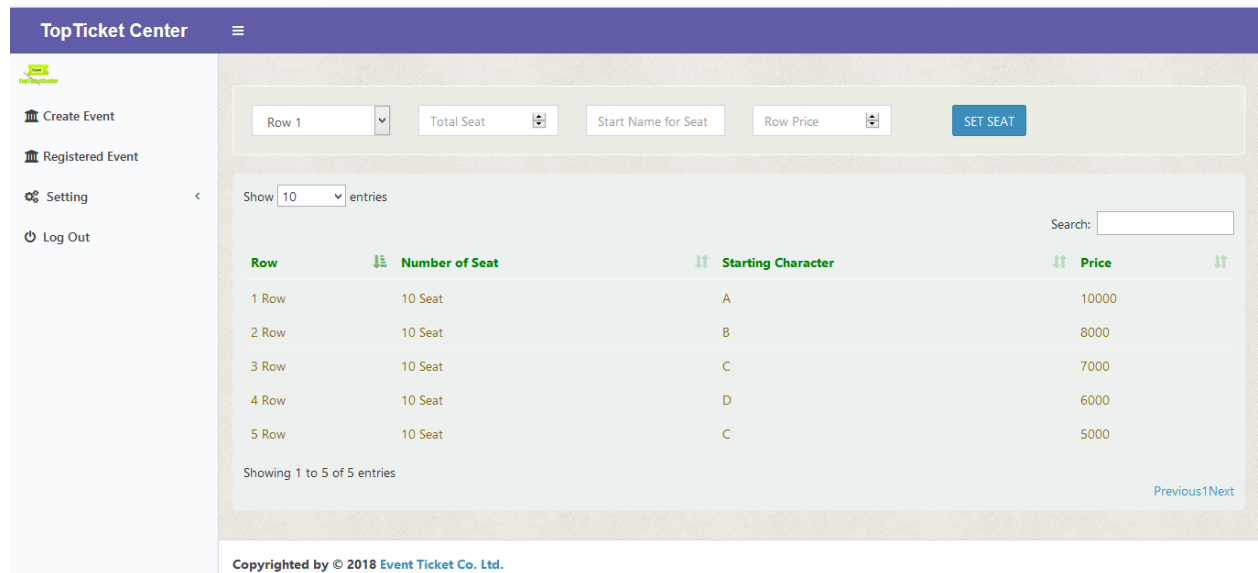 TopTicket Center
TopTicketCenter
Create Event
Registered Event
Setting
Log Out
Row 1 Total Seat Start Name for Seat Row Price SET SEAT
Show 10 entries
Search:
Row Number of Seat Starting Character Price
1 Row 10 Seat A 10000
2 Row 10 Seat B 8000
3 Row 10 Seat C 7000
4 Row 10 Seat D 6000
5 Row 10 Seat C 5000
Showing 1 to 5 of 5 entries
Previous1Next
Copyrighted by © 2018 Event Ticket Co. Ltd.